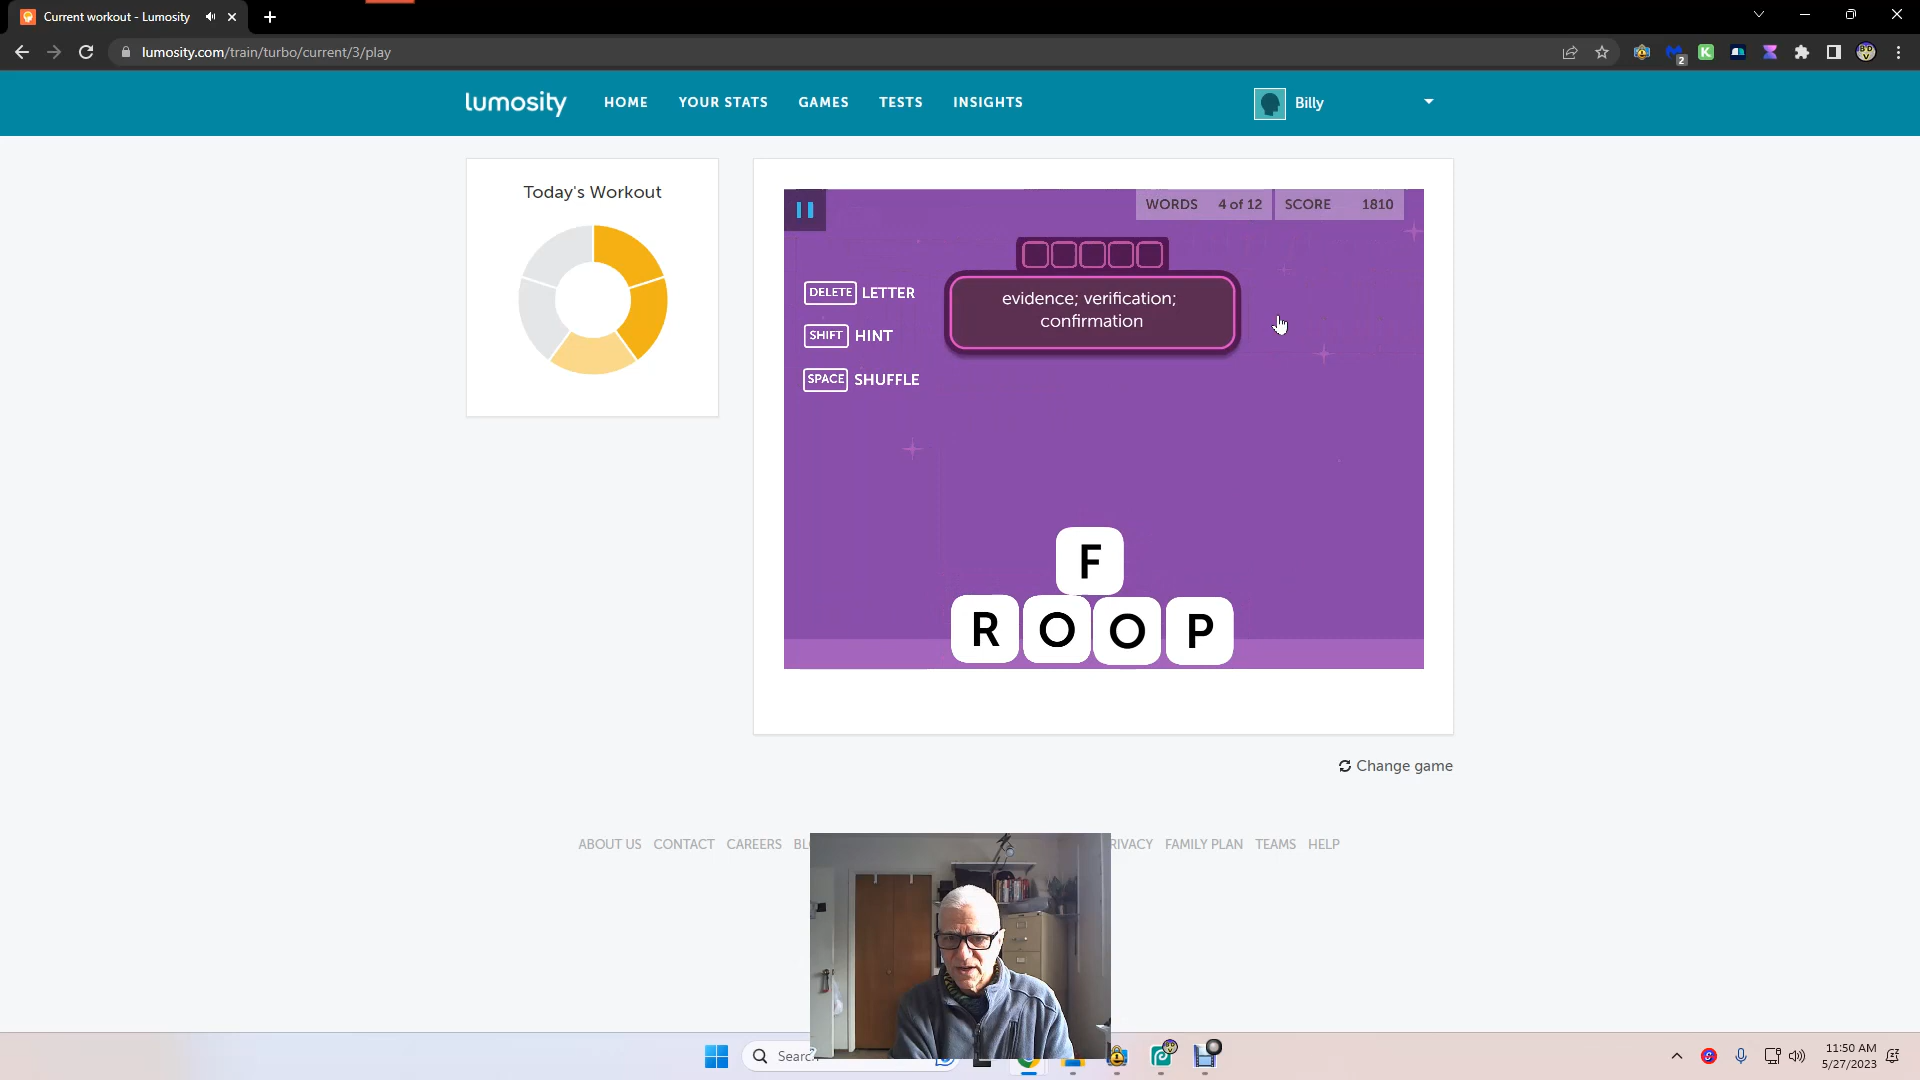 Current workout - Lumosity
lumosity.com/train/turbo/current/3/play
2
lumosity
HOME
YOUR STATS
GAMES
TESTS
INSIGHTS
Billy
Today's Workout
WORDS 4 of 12
SCORE 1810
evidence; verification;
confirmation
DELETE LETTER
SHIFT HINT
SPACE SHUFFLE
F
R O O P
Change game
ABOUT US CONTACT CAREERS FAMILY PLAN TEAMS HELP
11:50 AM
5/27/2023